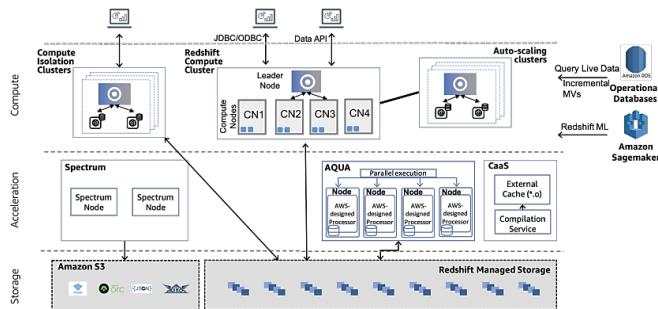 JDBC/ODBC
Data API
Compute
Isolation
Clusters
Redshift
Compute
Cluster
Leader
Node
Auto-scaling
clusters
Compute
Query Live Data
Incremental
MVs
Amazon RDS
Operational
Databases
Compute
Nodes
CN1
CN2
CN3
CN4
Redshift ML
Amazon
Sagemaker
Acceleration
Spectrum
Spectrum
Node
Spectrum
Node
AQUA
Parallel execution
Node
AWS-
designed
Processor
Node
AWS-
designed
Processor
Node
AWS-
designed
Processor
Node
AWS-
designed
Processor
CaaS
External
Cache (*.o)
Compilation
Service
Storage
Amazon S3
orc
{JSON}
Redshift Managed Storage